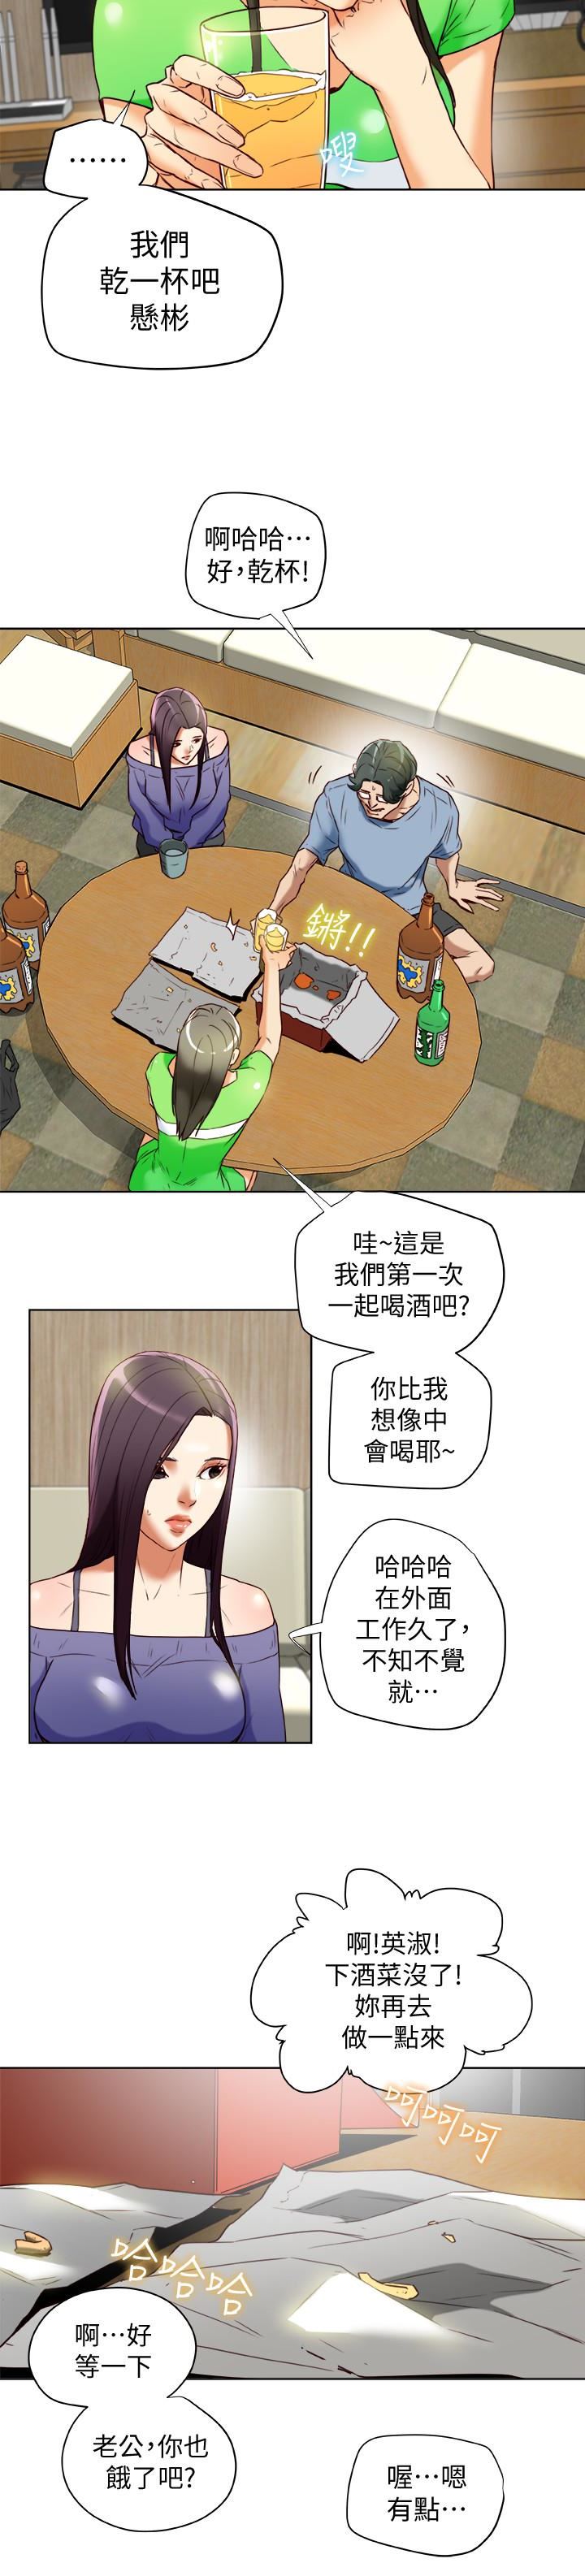 嗖
……
我們
乾一杯吧
懸彬
啊哈哈…
好,乾杯!
鏘!!
哇~這是
我們第一次
一起喝酒吧?
你比我
想像中
會喝耶~
哈哈哈
在外面
工作久了,
不知不覺
就…
啊!英淑!
下酒菜沒了!
妳再去
做一點來
呵呵呵
哈哈哈
啊…好
等一下
老公,你也
餓了吧?
喔…嗯
有點…